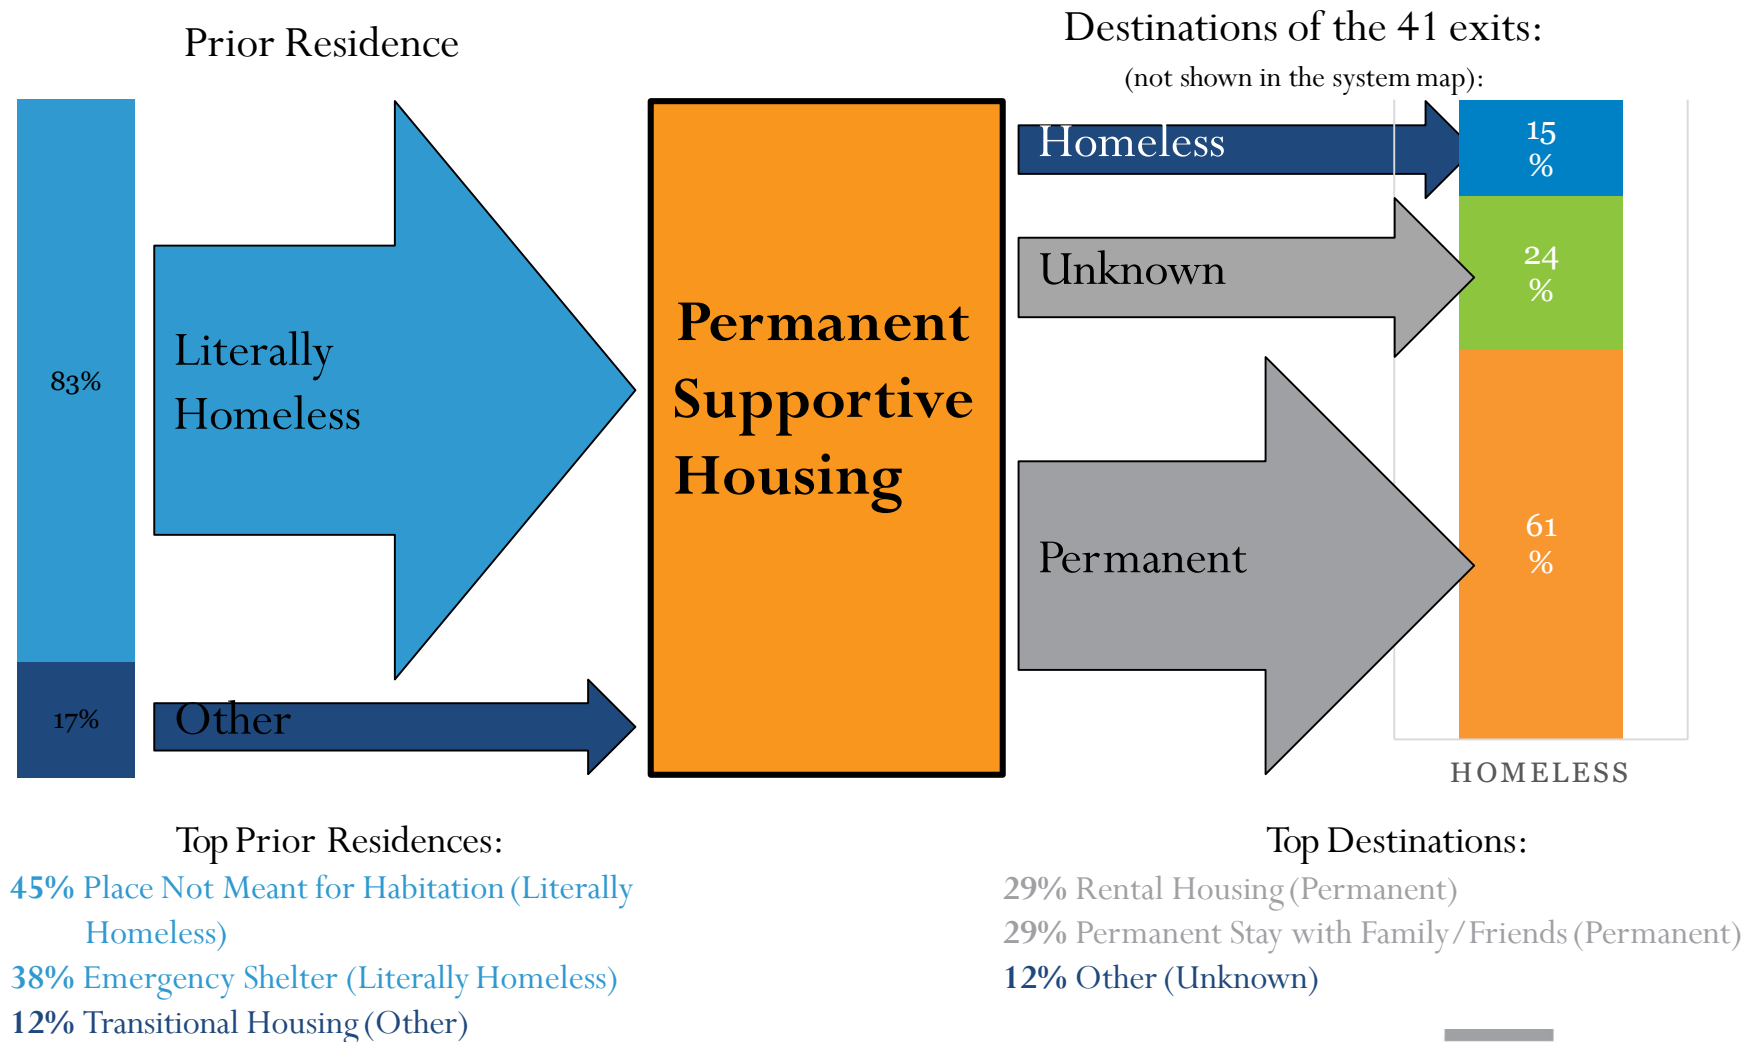 Prior Residence
Destinations of the 41 exits:
(not shown in the system map):
83%
17%
Literally
Homeless
Other
Permanent
Supportive
Housing
Homeless
Unknown
Permanent
15
%
24
%
61
%
HOMELESS
Top Prior Residences:
45% Place Not Meant for Habitation (Literally
Homeless)
38% Emergency Shelter (Literally Homeless)
12% Transitional Housing (Other)
Top Destinations:
29% Rental Housing (Permanent)
29% Permanent Stay with Family/Friends (Permanent)
12% Other (Unknown)